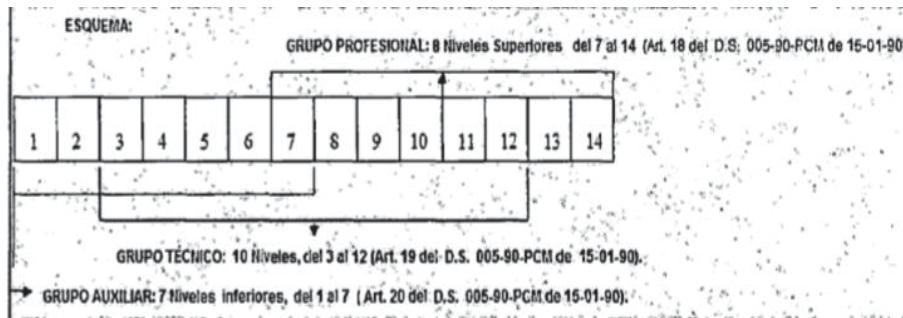 ESQUEMA:
GRUPO PROFESIONAL: 8 Niveles Superiores del 7 al 14 (Art. 18 del D.S. 005-90-PCM de 15-01-90
1 2 3 4 5 6 7 8 9 10 11 12 13 14
GRUPO TÉCNICO: 10 Niveles, del 3 al 12 (Art. 19 del D.S. 005-90-PCM de 15-01-90).
GRUPO AUXILIAR: 7 Niveles inferiores, del 1 al 7 ( Art. 20 del D.S. 005-90-PCM de 15-01-90).